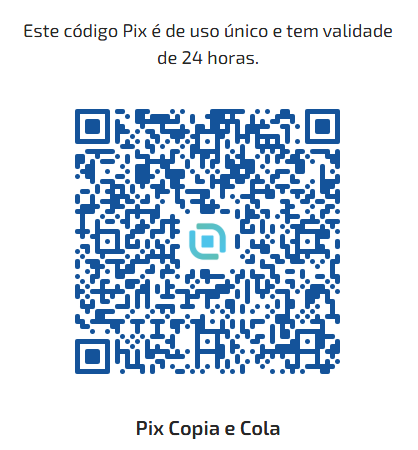 Este código Pix é de uso único e tem validade
de 24 horas.
Pix Copia e Cola